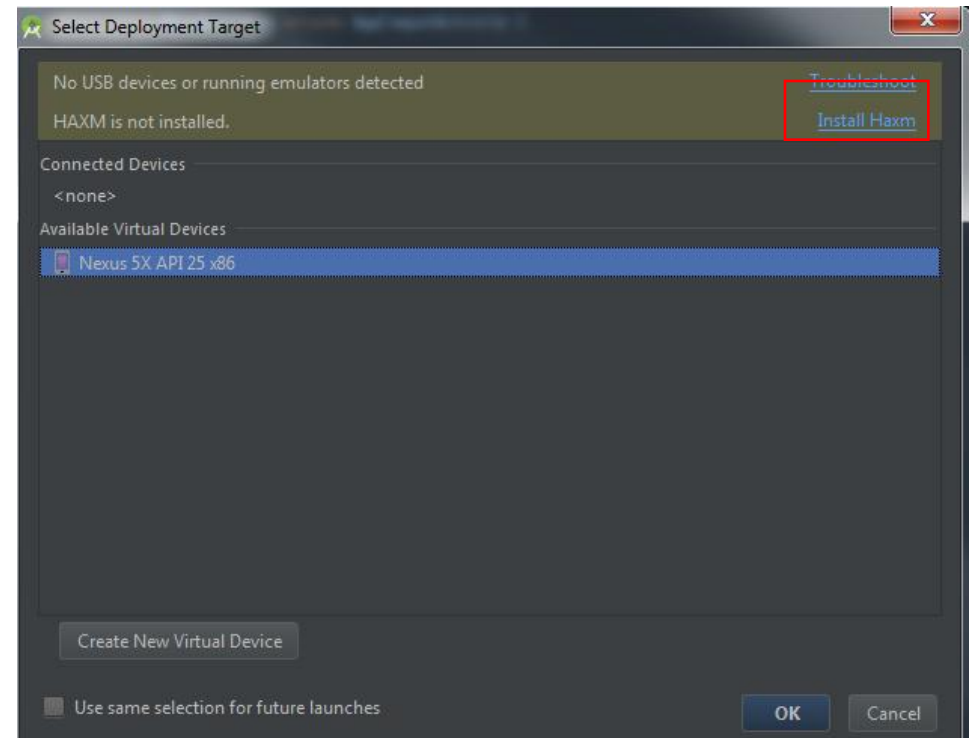 Select Deployment Target
No USB devices or running emulators detected Troubleshoot
HAXM is not installed. Install Haxm
Connected Devices
<none>
Available Virtual Devices
Nexus 5X API 25 x86
Create New Virtual Device
Use same selection for future launches
OK Cancel